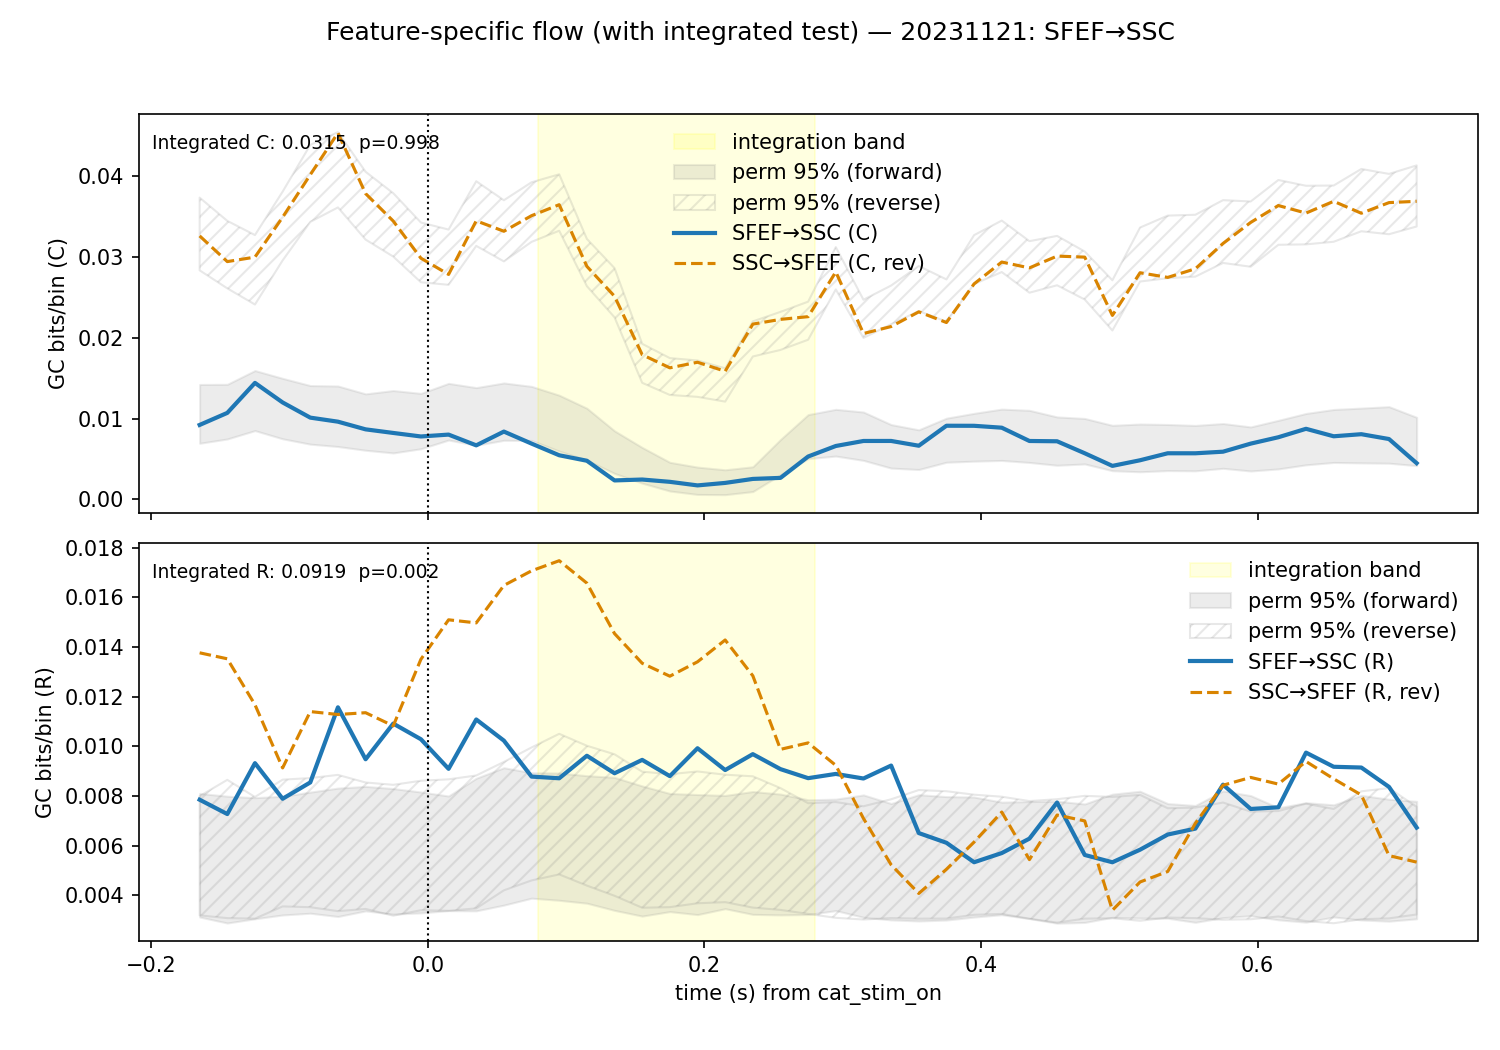 Feature-specific flow (with integrated test) — 20231121: SFEF→SSC
Integrated C: 0.0315  p=0.998
integration band
perm 95% (forward)
perm 95% (reverse)
SFEF→SSC (C)
SSC→SFEF (C, rev)
GC bits/bin (C)
0.04
0.03
0.02
0.01
0.00
Integrated R: 0.0919  p=0.002
integration band
perm 95% (forward)
perm 95% (reverse)
SFEF→SSC (R)
SSC→SFEF (R, rev)
GC bits/bin (R)
0.018
0.016
0.014
0.012
0.010
0.008
0.006
0.004
−0.2 0.0 0.2 0.4 0.6
time (s) from cat_stim_on